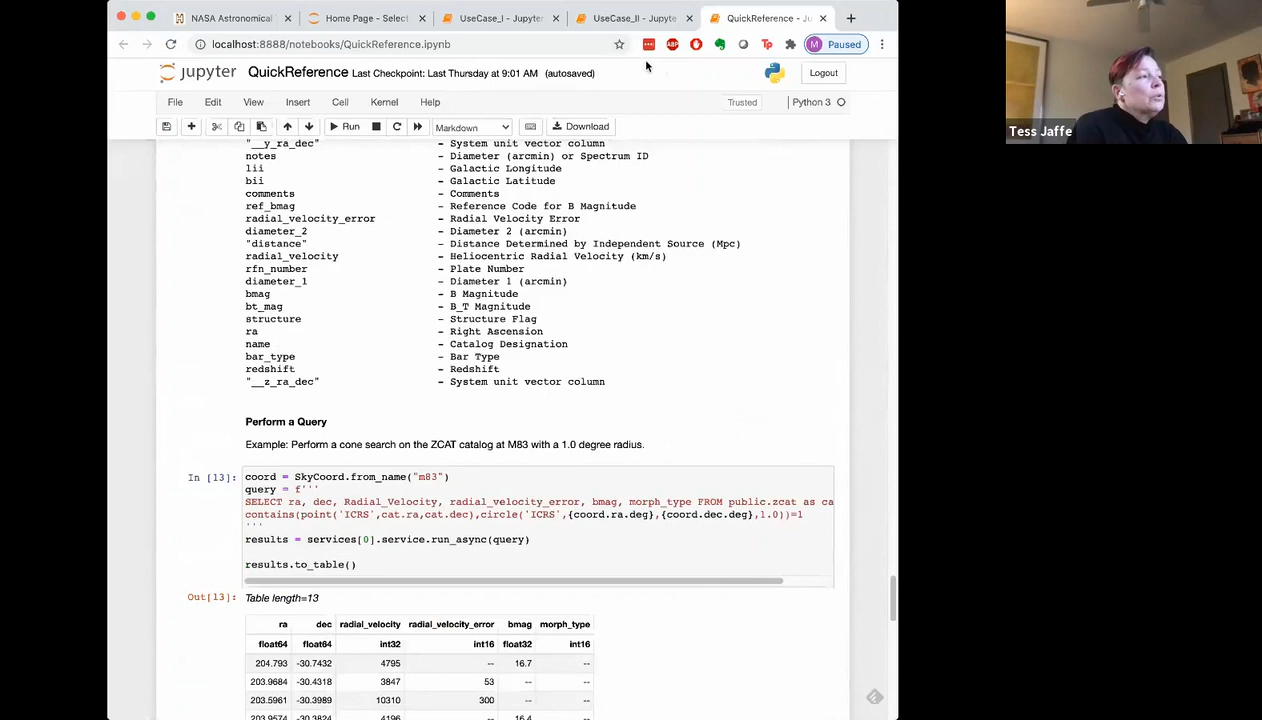 NASA Astronomical
Home Page - Select
UseCase_I - Jupyter
UseCase_II - Jupyte
QuickReference - Ju
localhost:8888/notebooks/QuickReference.ipynb
ABP
Tp
M Paused
jupyter QuickReference Last Checkpoint: Last Thursday at 9:01 AM (autosaved)
Logout
File Edit View Insert Cell Kernel Help
Trusted
Python 3
Run
Markdown
Download
"__y_ra_dec" - System unit vector column
notes - Diameter (arcmin) or Spectrum ID
lii - Galactic Longitude
bii - Galactic Latitude
comments - Comments
ref_bmag - Reference Code for B Magnitude
radial_velocity_error - Radial Velocity Error
diameter_2 - Diameter 2 (arcmin)
"distance" - Distance Determined by Independent Source (Mpc)
radial_velocity - Heliocentric Radial Velocity (km/s)
rfn_number - Plate Number
diameter_1 - Diameter 1 (arcmin)
bmag - B Magnitude
bt_mag - B_T Magnitude
structure - Structure Flag
ra - Right Ascension
name - Catalog Designation
bar_type - Bar Type
redshift - Redshift
"__z_ra_dec" - System unit vector column
Perform a Query
Example: Perform a cone search on the ZCAT catalog at M83 with a 1.0 degree radius.
In [13]: coord = SkyCoord.from_name("m83")
query = f'''
SELECT ra, dec, Radial_Velocity, radial_velocity_error, bmag, morph_type FROM public.zcat as ca
contains(point('ICRS',cat.ra,cat.dec),circle('ICRS',{coord.ra.deg},{coord.dec.deg},1.0))=1
'''
results = services[0].service.run_async(query)
results.to_table()
Out[13]: Table length=13
ra dec radial_velocity radial_velocity_error bmag morph_type
float64 float64 int32 int16 float32 int16
204.793 -30.7432 4795 -- 16.7 --
203.9684 -30.4318 3847 53 -- --
203.5961 -30.3989 10310 300 -- --
203.9574 -30.3824 4196 -- 16.4 --
Tess Jaffe